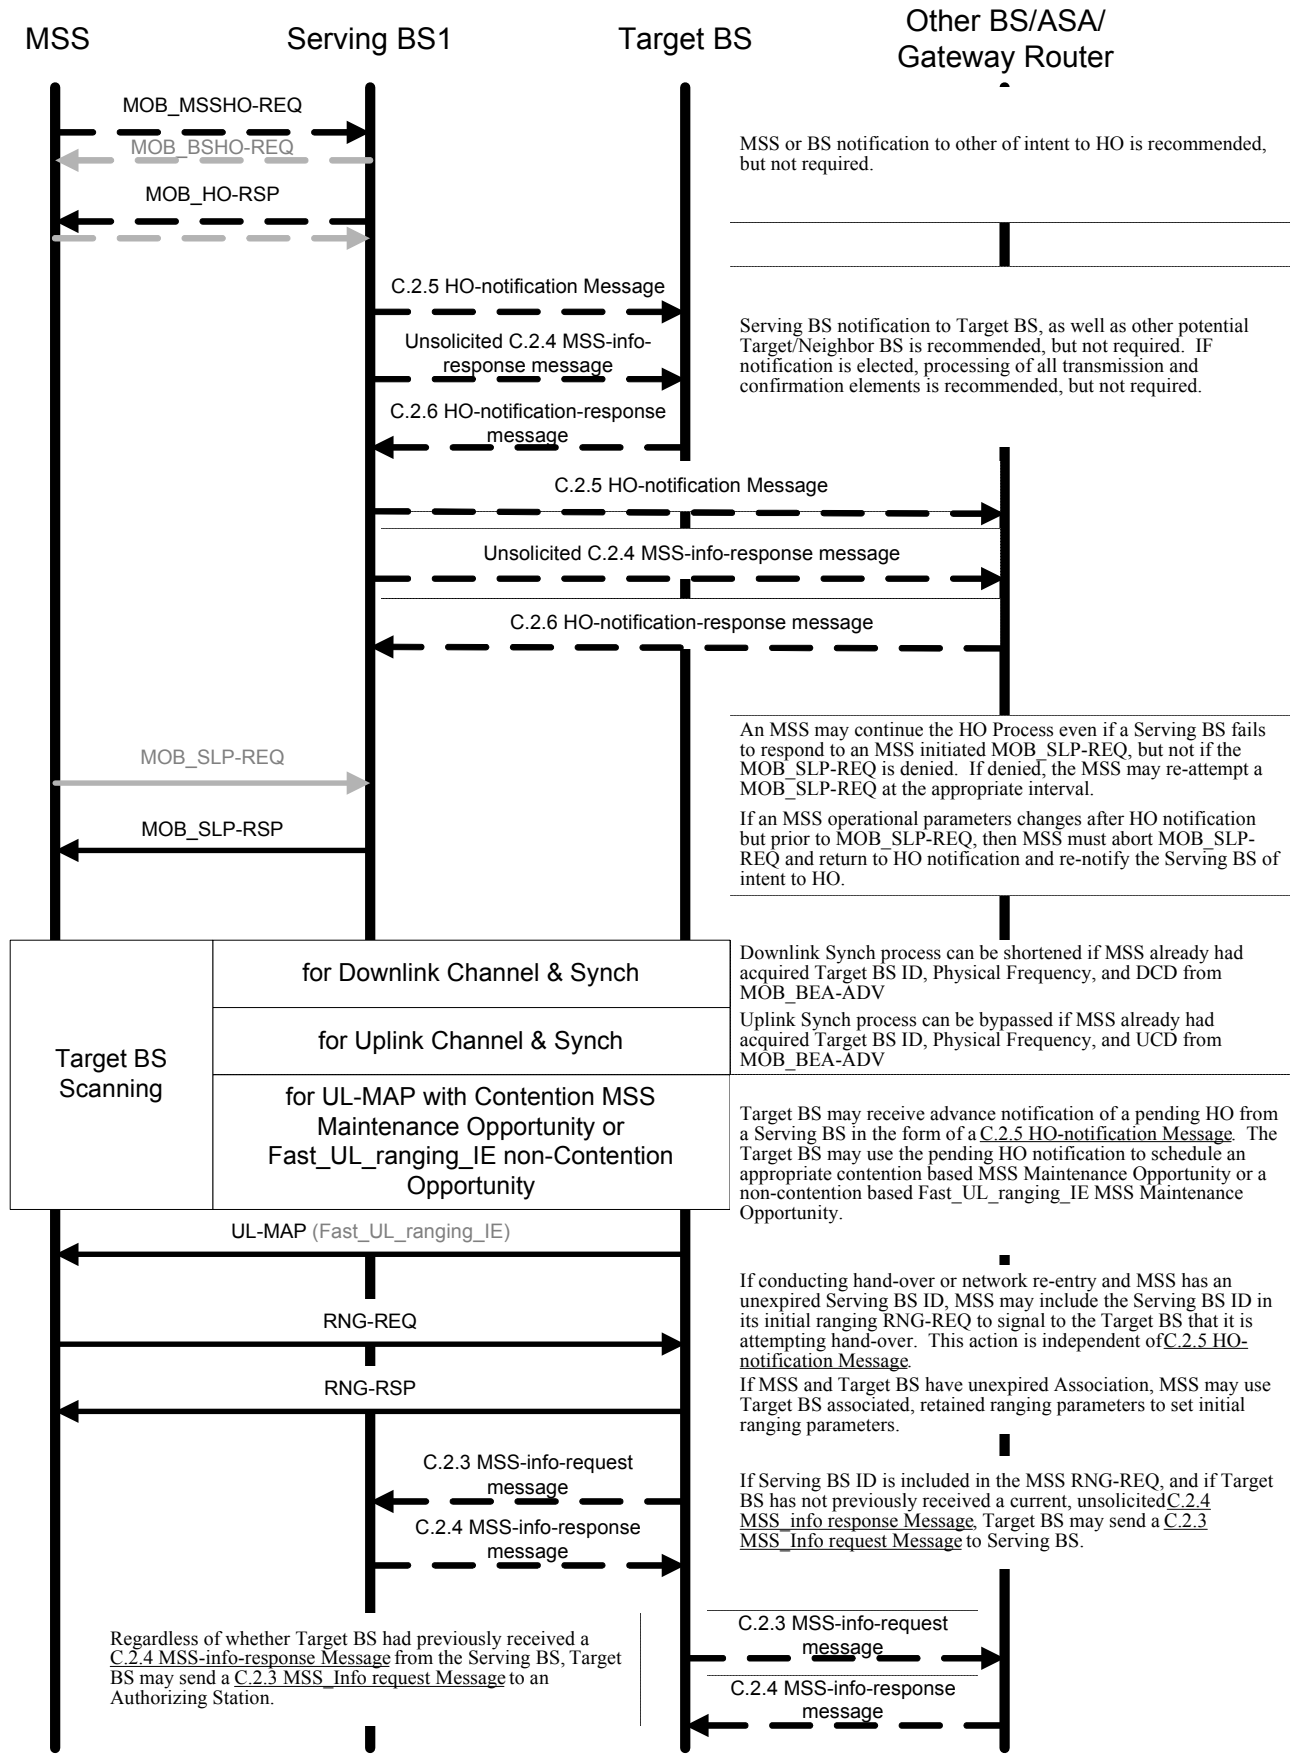 MSS
Serving BS1
Target BS
Other BS/ASA/
Gateway Router
MOB_MSSHO-REQ
MOB_BSHO-REQ
MSS or BS notification to other of intent to HO is recommended,
but not required.
MOB_HO-RSP
C.2.5 HO-notification Message
Unsolicited C.2.4 MSS-info-
response message
Serving BS notification to Target BS, as well as other potential
Target/Neighbor BS is recommended, but not required.  IF
notification is elected, processing of all transmission and
confirmation elements is recommended, but not required.
C.2.6 HO-notification-response
message
C.2.5 HO-notification Message
Unsolicited C.2.4 MSS-info-response message
C.2.6 HO-notification-response message
An MSS may continue the HO Process even if a Serving BS fails
to respond to an MSS initiated MOB_SLP-REQ, but not if the
MOB_SLP-REQ is denied.  If denied, the MSS may re-attempt a
MOB_SLP-REQ at the appropriate interval.
MOB_SLP-REQ
MOB_SLP-RSP
If an MSS operational parameters changes after HO notification
but prior to MOB_SLP-REQ, then MSS must abort MOB_SLP-
REQ and return to HO notification and re-notify the Serving BS of
intent to HO.
Target BS
Scanning
for Downlink Channel & Synch
Downlink Synch process can be shortened if MSS already had
acquired Target BS ID, Physical Frequency, and DCD from
MOB_BEA-ADV
for Uplink Channel & Synch
Uplink Synch process can be bypassed if MSS already had
acquired Target BS ID, Physical Frequency, and UCD from
MOB_BEA-ADV
for UL-MAP with Contention MSS
Maintenance Opportunity or
Fast_UL_ranging_IE non-Contention
Opportunity
Target BS may receive advance notification of a pending HO from
a Serving BS in the form of a C.2.5 HO-notification Message.  The
Target BS may use the pending HO notification to schedule an
appropriate contention based MSS Maintenance Opportunity or a
non-contention based Fast_UL_ranging_IE MSS Maintenance
Opportunity.
UL-MAP (Fast_UL_ranging_IE)
If conducting hand-over or network re-entry and MSS has an
unexpired Serving BS ID, MSS may include the Serving BS ID in
its initial ranging RNG-REQ to signal to the Target BS that it is
attempting hand-over.  This action is independent of C.2.5 HO-
notification Message.
RNG-REQ
RNG-RSP
If MSS and Target BS have unexpired Association, MSS may use
Target BS associated, retained ranging parameters to set initial
ranging parameters.
C.2.3 MSS-info-request
message
C.2.4 MSS-info-response
message
If Serving BS ID is included in the MSS RNG-REQ, and if Target
BS has not previously received a current, unsolicited C.2.4
MSS_info response Message, Target BS may send a C.2.3
MSS_Info request Message to Serving BS.
Regardless of whether Target BS had previously received a
C.2.4 MSS-info-response Message from the Serving BS, Target
BS may send a C.2.3 MSS_Info request Message to an
Authorizing Station.
C.2.3 MSS-info-request
message
C.2.4 MSS-info-response
message